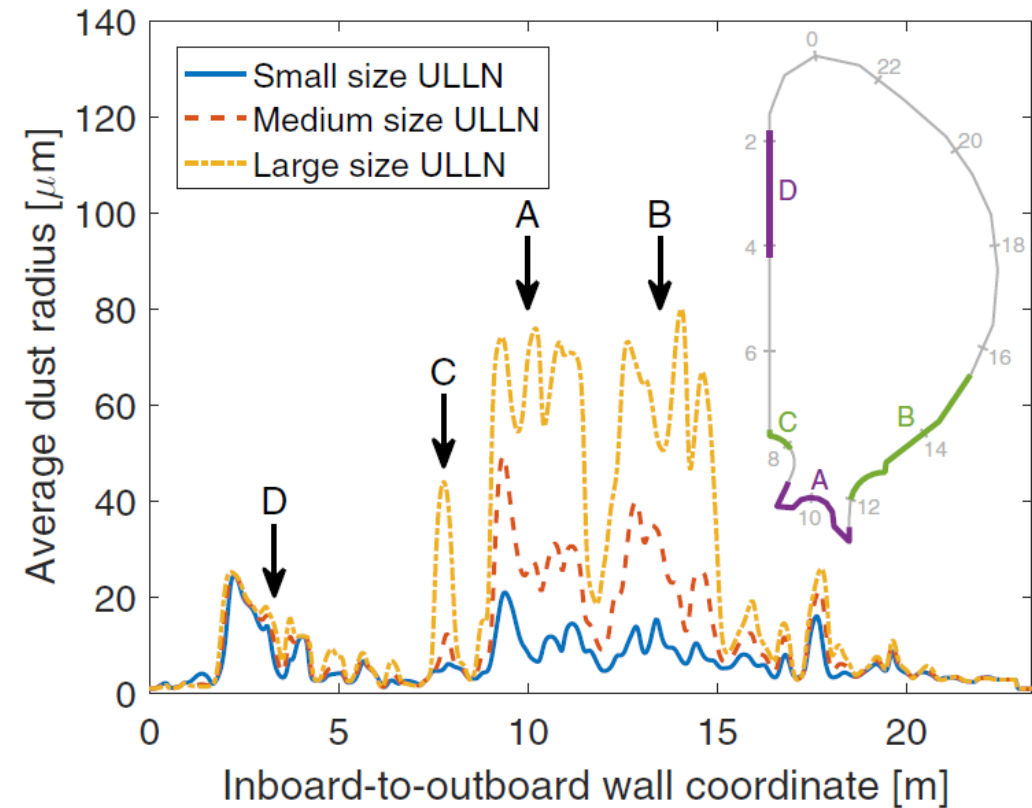 140
120
100
80
60
40
20
0
Average dust radius [μm]
Small size ULLN
Medium size ULLN
Large size ULLN
A
B
C
D
0
22
2
20
D
4
18
6
16
C
B
8
14
A
10
12
0
5
10
15
20
Inboard-to-outboard wall coordinate [m]